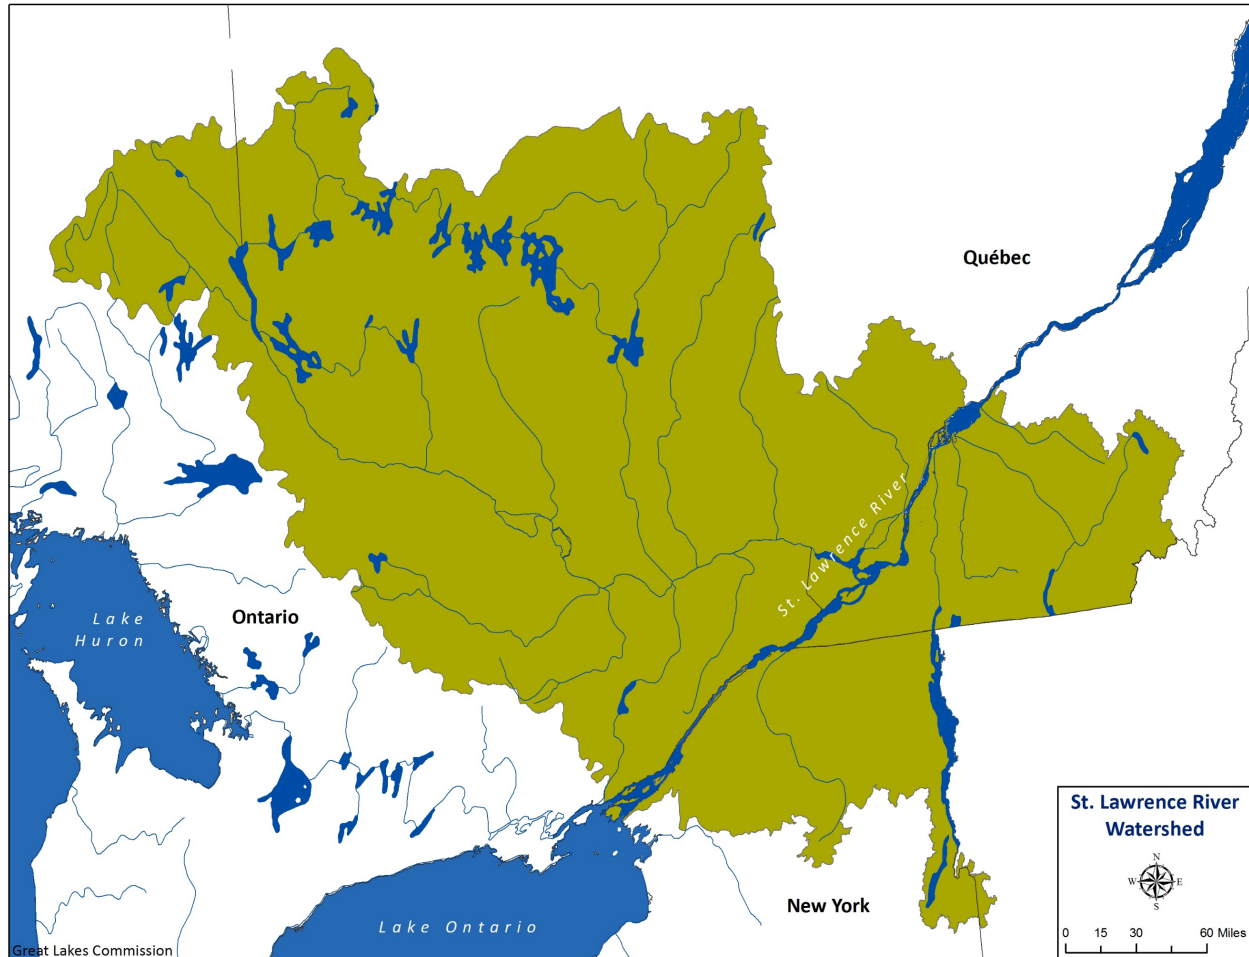 Québec
St. Lawrence River
Ontario
Lake
Huron
New York
Lake Ontario
Great Lakes Commission
St. Lawrence River
Watershed
N
W E
S
0 15 30 60 Miles